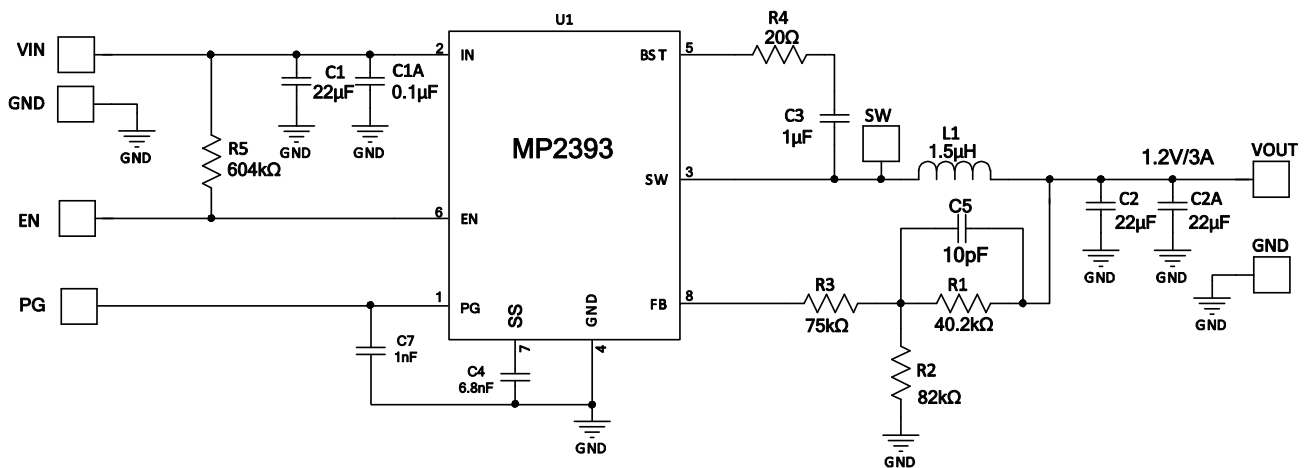 U1
VIN
2
IN
C1
22µF
C1A
0.1µF
GND
GND
GND
GND
R5
604kΩ
EN
6
EN
PG
1
PG
C7
1nF
MP2393
SS
7
GND
4
C4
6.8nF
GND
BST
5
R4
20Ω
C3
1µF
SW
SW
3
L1
1.5µH
1.2V/3A
VOUT
C2
22µF
C2A
22µF
GND
GND
GND
GND
C5
10pF
FB
8
R3
75kΩ
R1
40.2kΩ
R2
82kΩ
GND